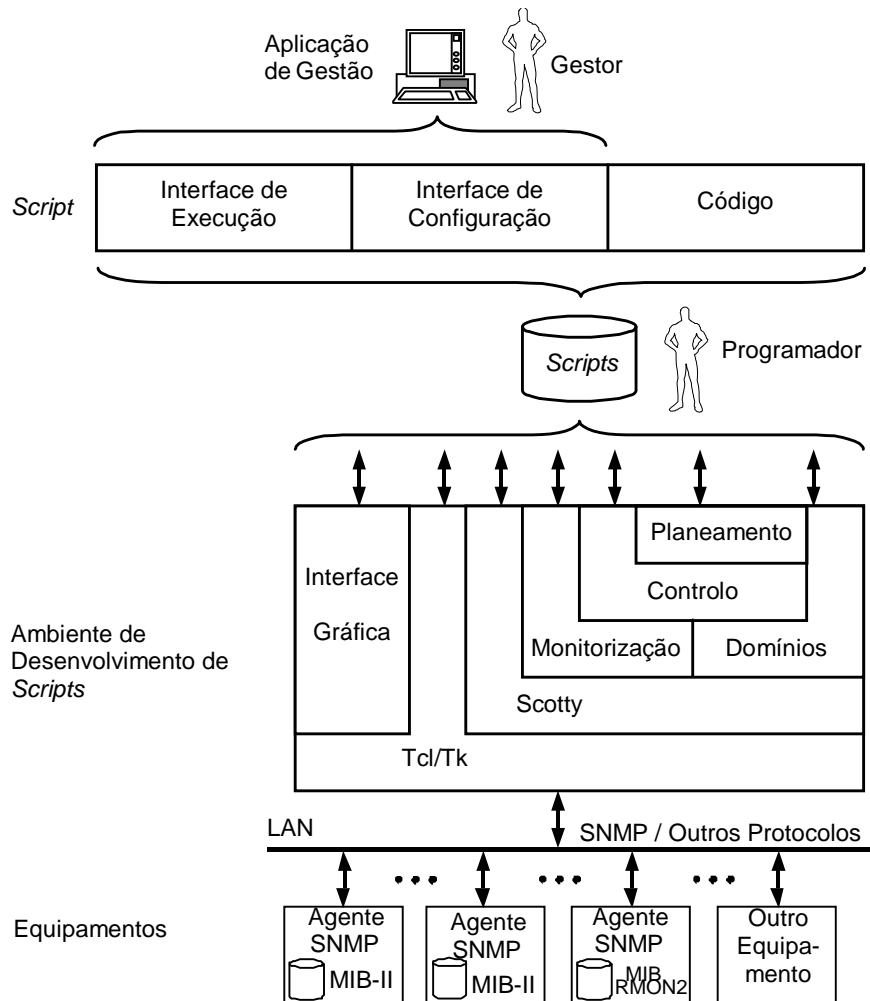 Aplicação
de Gestão
Gestor
Script
Interface de
Execução
Interface de
Configuração
Código
Scripts
Programador
Ambiente de
Desenvolvimento de
Scripts
Interface
Gráfica
Planeamento
Controlo
Monitorização
Domínios
Scotty
Tcl/Tk
LAN
SNMP / Outros Protocolos
Equipamentos
Agente
SNMP
MIB-II
Agente
SNMP
MIB-II
Agente
SNMP
MIB
RMON2
Outro
Equipa-
mento